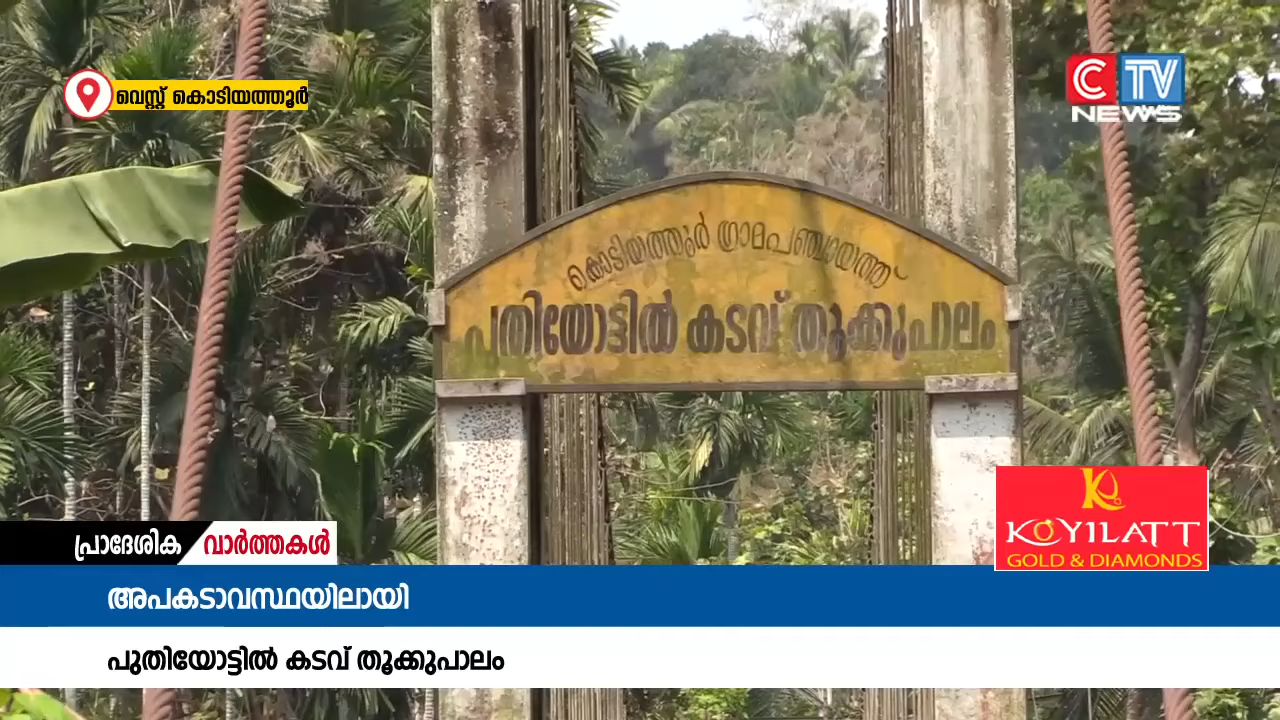 വെസ്റ്റ് കൊടിയത്തൂർ
CTV
NEWS
കൊടിയത്തൂർ ഗ്രാമപഞ്ചായത്ത്
പുതിയോട്ടിൽ കടവ് തൂക്കുപാലം
KOYILATT
GOLD & DIAMONDS
പ്രാദേശിക വാർത്തകൾ
അപകടാവസ്ഥയിലായി
പുതിയോട്ടിൽ കടവ് തൂക്കുപാലം